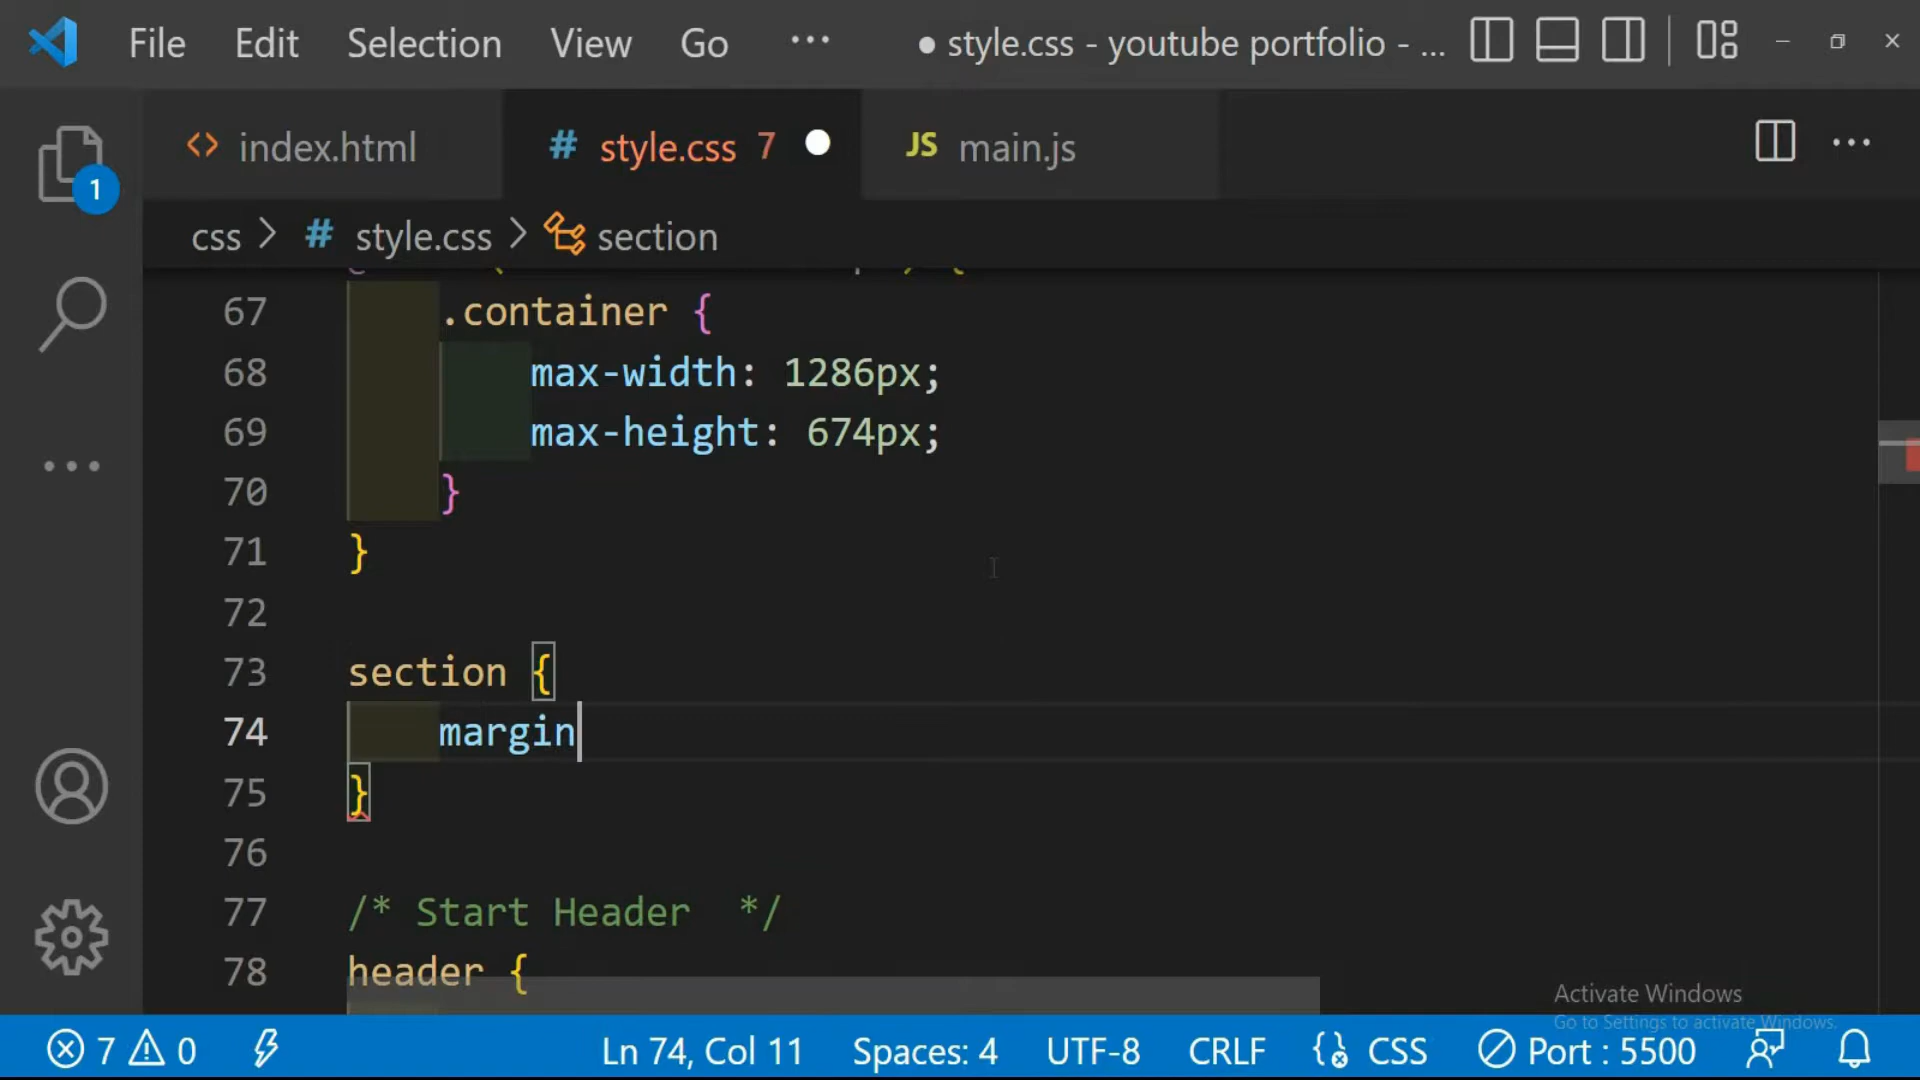 File Edit Selection View Go ··· ● style.css - youtube portfolio - ...
index.html # style.css 7 JS main.js
1
css > # style.css > section
67 .container {
68 max-width: 1286px;
69 max-height: 674px;
70 }
71 }
72
73 section {
74 margin
75 }
76
77 /* Start Header  */
78 header {
Activate Windows
Go to Settings to activate Windows.
7 0 Ln 74, Col 11 Spaces: 4 UTF-8 CRLF CSS Port : 5500